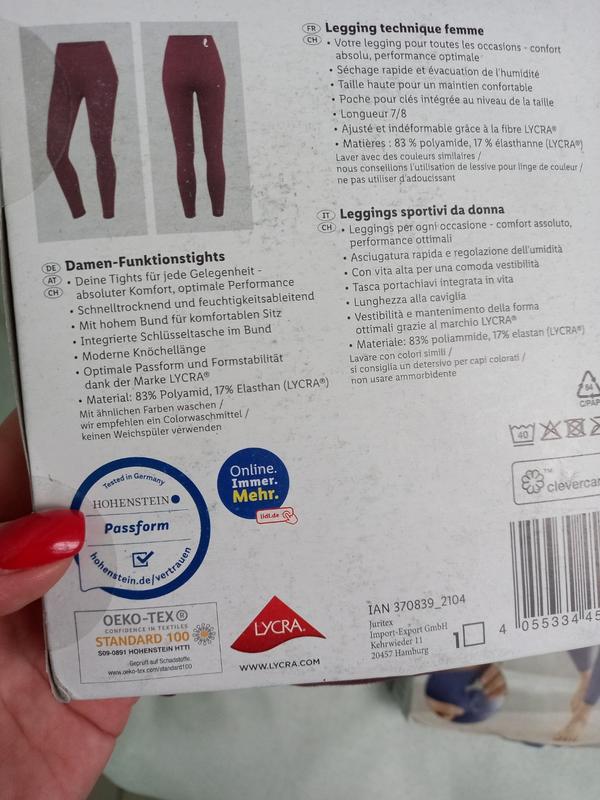 FR
CH
Legging technique femme
• Votre legging pour toutes les occasions - confort
absolu, performance optimale
• Séchage rapide et évacuation de l'humidité
• Taille haute pour un maintien confortable
• Poche pour clés intégrée au niveau de la taille
• Longueur 7/8
• Ajusté et indéformable grâce à la fibre LYCRA®
• Matières : 83 % polyamide, 17 % élasthanne (LYCRA®)
Laver avec des couleurs similaires /
nous conseillons l'utilisation de lessive pour linge de couleur /
ne pas utiliser d'adoucissant
IT
CH
Leggings sportivi da donna
• Leggings per ogni occasione - comfort assoluto,
performance ottimali
• Asciugatura rapida e regolazione dell'umidità
• Con vita alta per una comoda vestibilità
• Tasca portachiavi integrata in vita
• Lunghezza alla caviglia
• Vestibilità e mantenimento della forma
ottimali grazie al marchio LYCRA®
• Materiale: 83% poliammide, 17% elastan (LYCRA®)
Lavare con colori simili /
si consiglia un detersivo per capi colorati /
non usare ammorbidente
DE
AT
CH
Damen-Funktionstights
• Deine Tights für jede Gelegenheit -
absoluter Komfort, optimale Performance
• Schnelltrocknend und feuchtigkeitsableitend
• Mit hohem Bund für komfortablen Sitz
• Integrierte Schlüsseltasche im Bund
• Moderne Knöchellänge
• Optimale Passform und Formstabilität
dank der Marke LYCRA®
• Material: 83% Polyamid, 17% Elasthan (LYCRA®)
Mit ähnlichen Farben waschen /
wir empfehlen ein Colorwaschmittel /
keinen Weichspüler verwenden
94
C/PAP
40
clevercar
Tested in Germany
HOHENSTEIN
Passform
hohenstein.de/vertrauen
Online.
Immer.
Mehr.
lidl.de
OEKO-TEX®
CONFIDENCE IN TEXTILES
STANDARD 100
S09-0891 HOHENSTEIN HTTI
Geprüft auf Schadstoffe.
www.oeko-tex.com/standard100
LYCRA
WWW.LYCRA.COM
IAN 370839_2104
Juritex
Import-Export GmbH
Kehrwieder 11
20457 Hamburg
1
4 055334 45